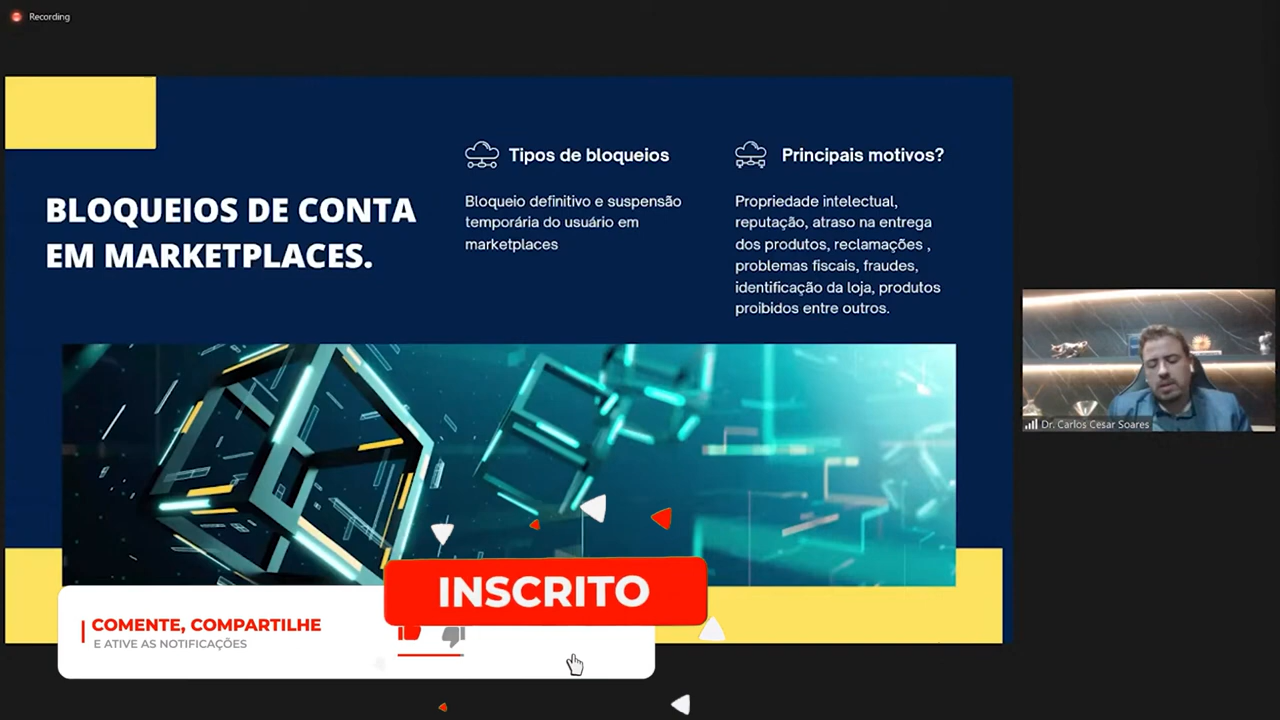 Recording
BLOQUEIOS DE CONTA
EM MARKETPLACES.
Tipos de bloqueios
Bloqueio definitivo e suspensão
temporária do usuário em
marketplaces
Principais motivos?
Propriedade intelectual,
reputação, atraso na entrega
dos produtos, reclamações ,
problemas fiscais, fraudes,
identificação da loja, produtos
proibidos entre outros.
Dr. Carlos Cesar Soares
INSCRITO
COMENTE, COMPARTILHE
E ATIVE AS NOTIFICAÇÕES